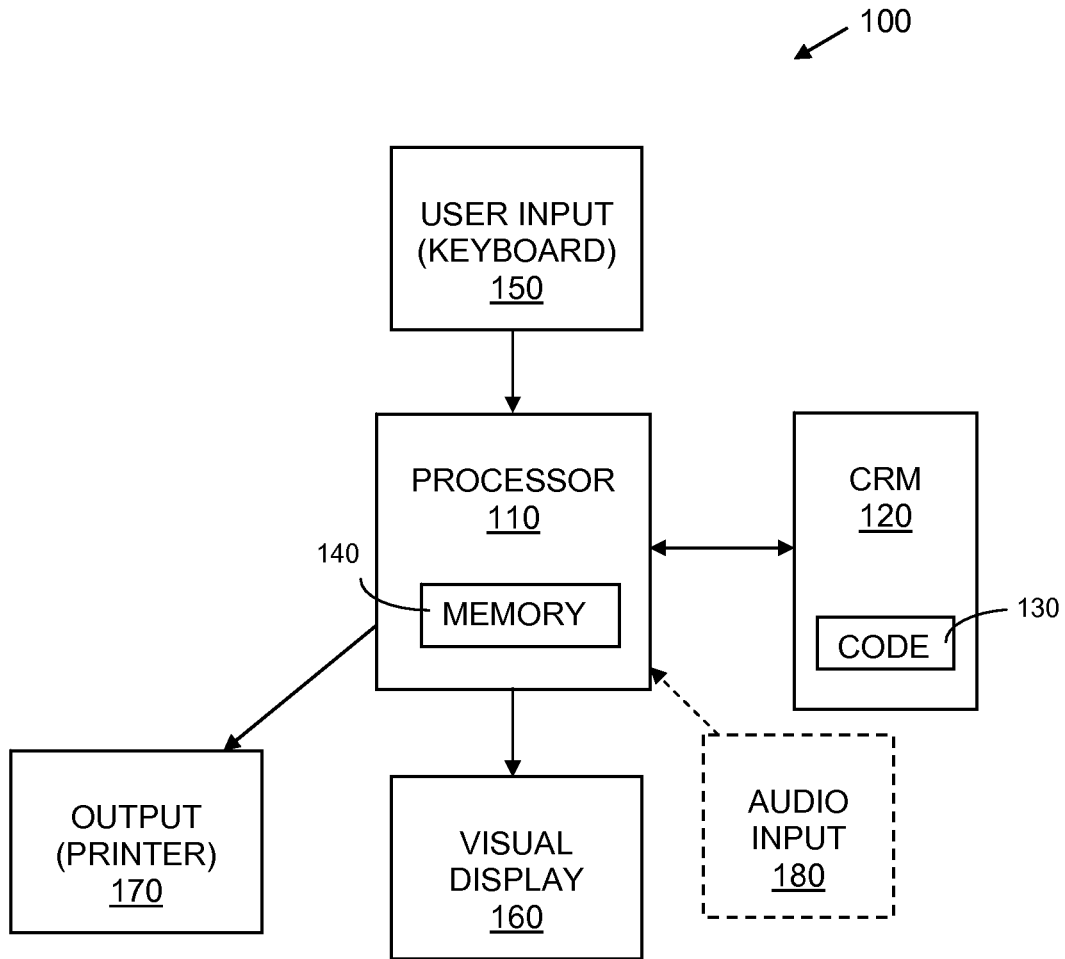 100
USER INPUT
(KEYBOARD)
150
PROCESSOR
110
140
MEMORY
CRM
120
CODE
130
OUTPUT
(PRINTER)
170
VISUAL
DISPLAY
160
AUDIO
INPUT
180